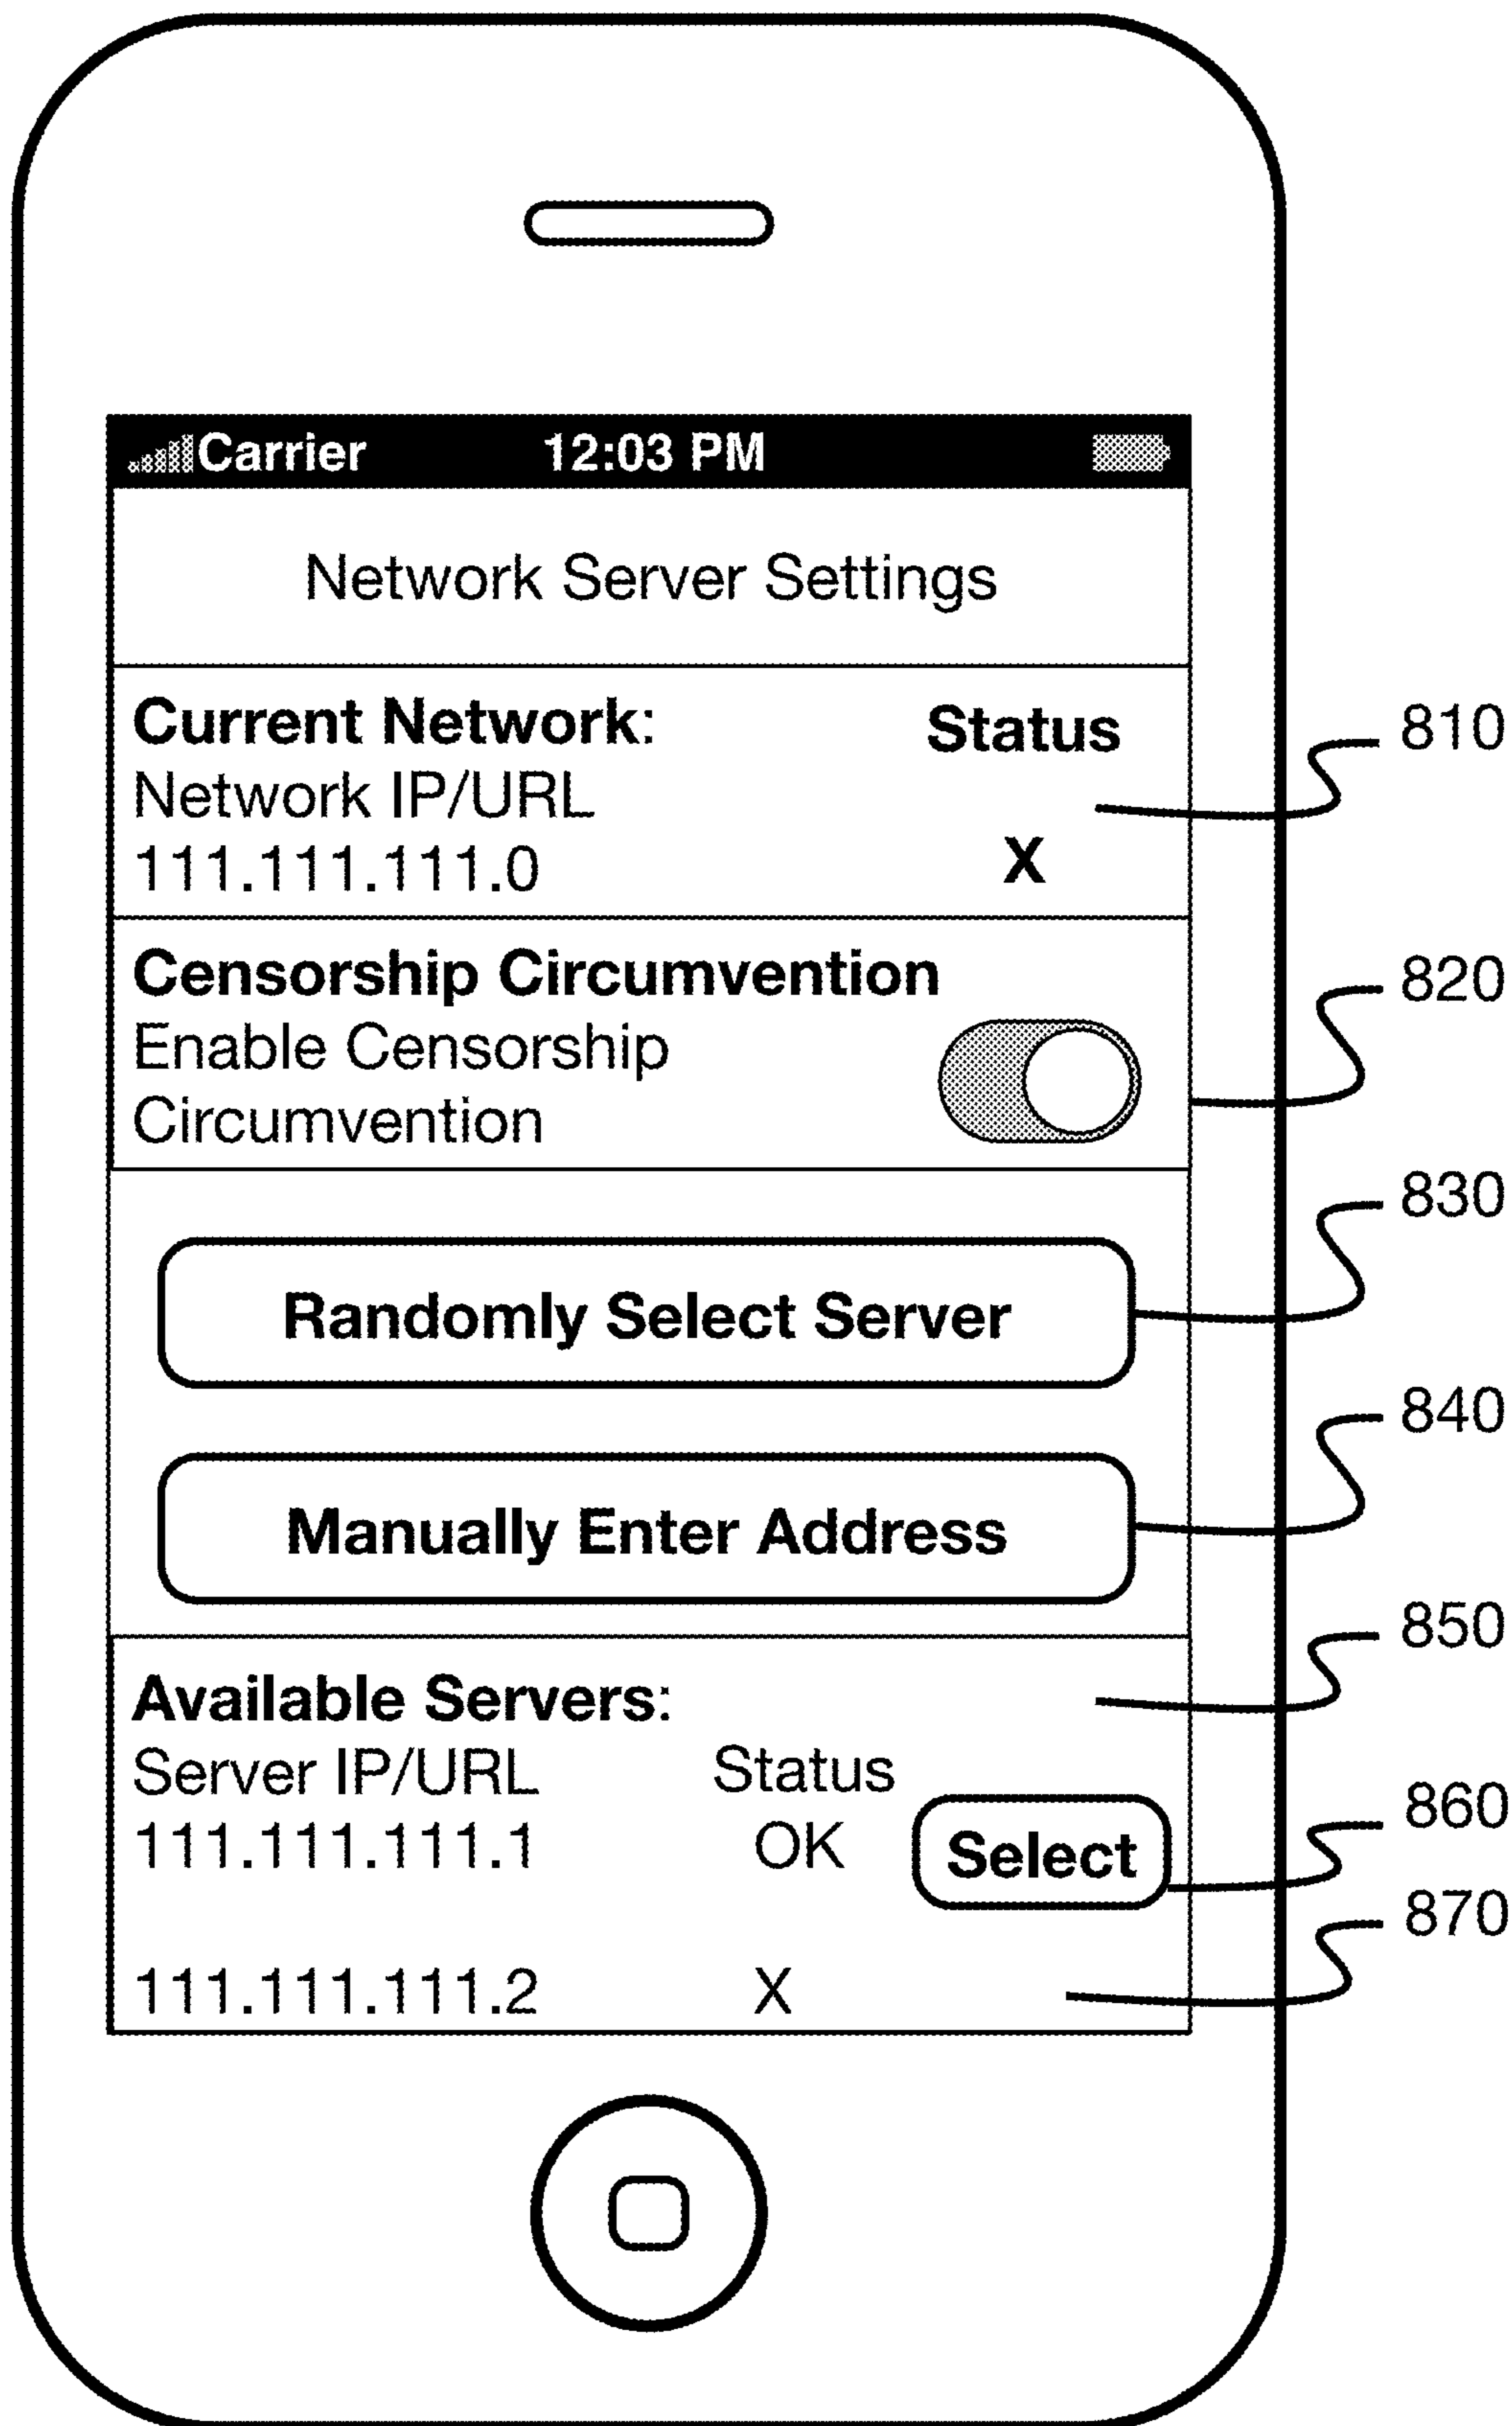 Carrier 12:03 PM
Network Server Settings
Current Network: Status
Network IP/URL
111.111.111.0 X
810
Censorship Circumvention
Enable Censorship
Circumvention
820
Randomly Select Server
830
Manually Enter Address
840
Available Servers:
850
Server IP/URL Status
111.111.111.1 OK Select
860
111.111.111.2 X
870